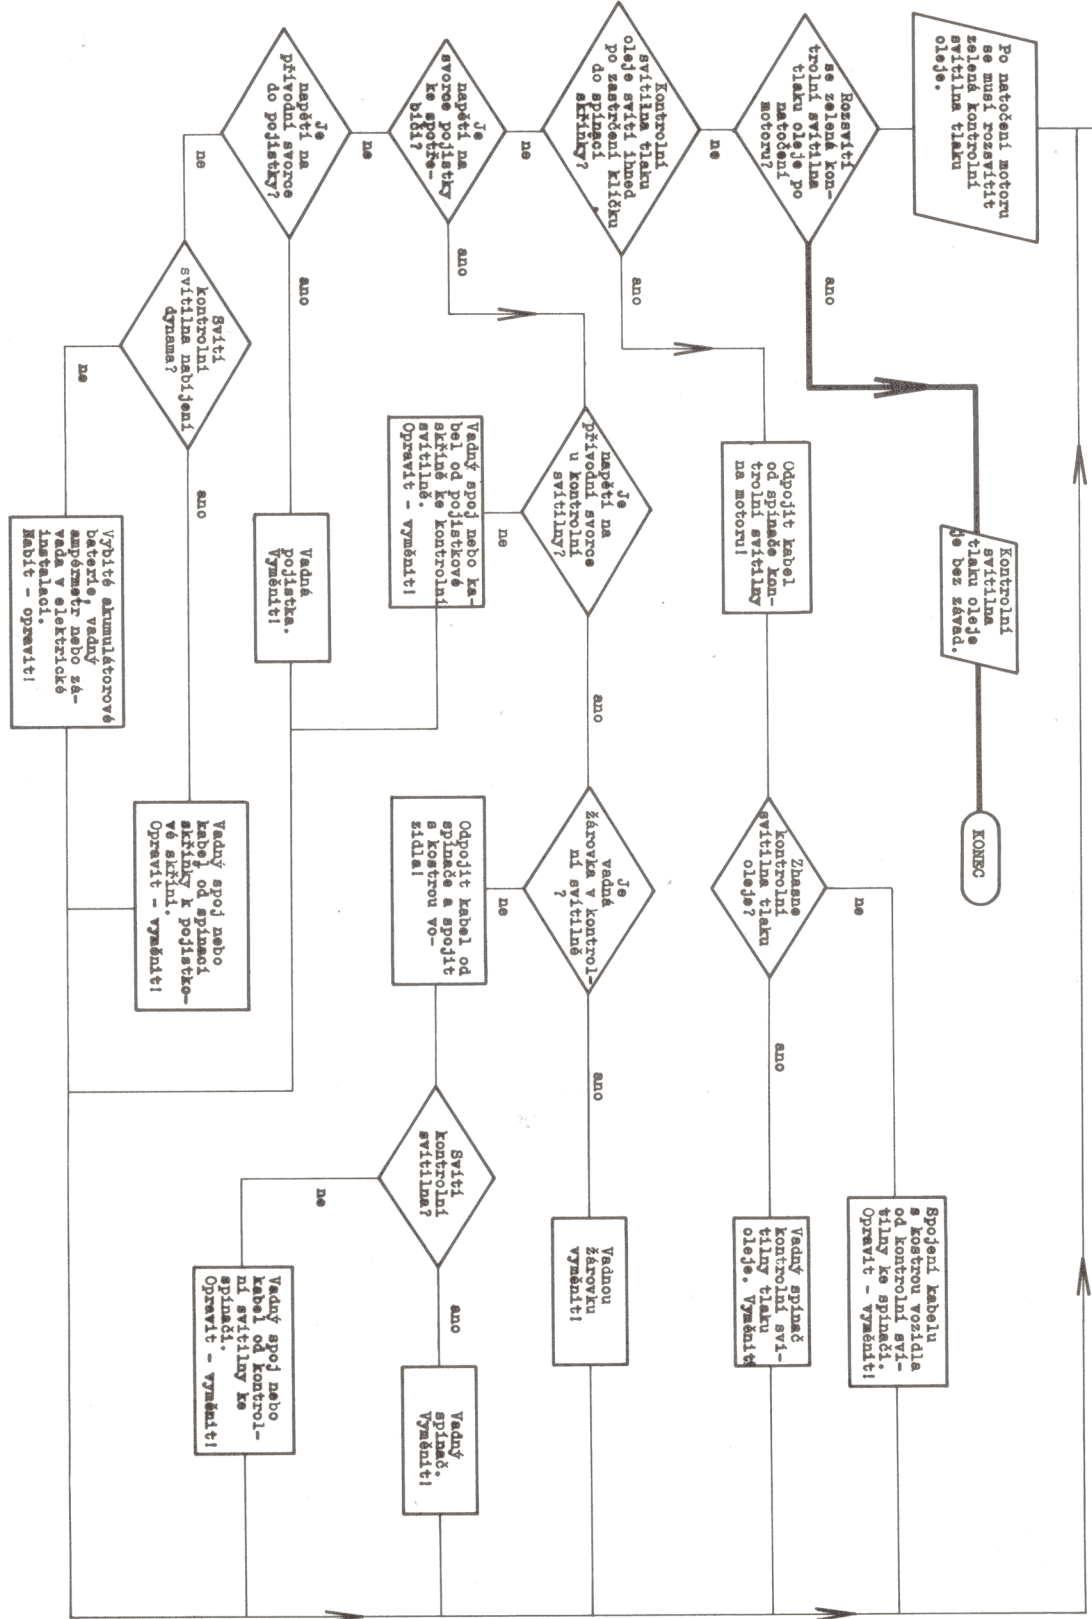 Po natočení motoru
se musí rozsvítit
zelená kontrolní
svítilna tlaku
oleje.
Rozsvítí
se zelená kon-
trolní svítilna
tlaku oleje po
natočení
motoru?
ano
ne
Kontrolní
svítilna
tlaku oleje
je bez závad.
KONEC
Kontrolní
svítilna tlaku
oleje svítí ihned
po zastrčení klíčku
do spínací
skříňky?
ano
ne
Odpojit kabel
od spínače kon-
trolní svítilny
na motoru!
Zhasne
kontrolní
svítilna tlaku
oleje?
ne
ano
Spojení kabelu
s kostrou vozidla
od kontrolní sví-
tilny ke spínači.
Opravit - vyměnit!
Vadný spínač
kontrolní sví-
tilny tlaku
oleje. Vyměnit!
Je
napětí na
svorce pojistky
ke spotře-
biči?
ano
ne
Je
napětí na
přívodní svorce
u kontrolní
svítilny?
ne
ano
Vadný spoj nebo ka-
bel od pojistkové
skříně ke kontrolní
svítilně.
Opravit - vyměnit!
Je
vadná
žárovka v kontrol-
ní svítilně
?
ne
ano
Vadnou
žárovku
vyměnit!
Odpojit kabel od
spínače a spojit
s kostrou vo-
zidla!
Svítí
kontrolní
svítilna?
ne
ano
Vadný
spínač.
Vyměnit!
Vadný spoj nebo
kabel od kontrol-
ní svítilny ke
spínači.
Opravit - vyměnit!
Je
napětí na
přívodní svorce
do pojistky?
ano
ne
Vadná
pojistka.
Vyměnit!
Svítí
kontrolní
svítilna nabíjení
dynama?
ano
ne
Vadný spoj nebo
kabel od spínací
skříňky k pojistko-
vé skříni.
Opravit - vyměnit!
Vybité akumulátorové
baterie, vadný
ampérmetr nebo zá-
vada v elektrické
instalaci.
Nabít - opravit!